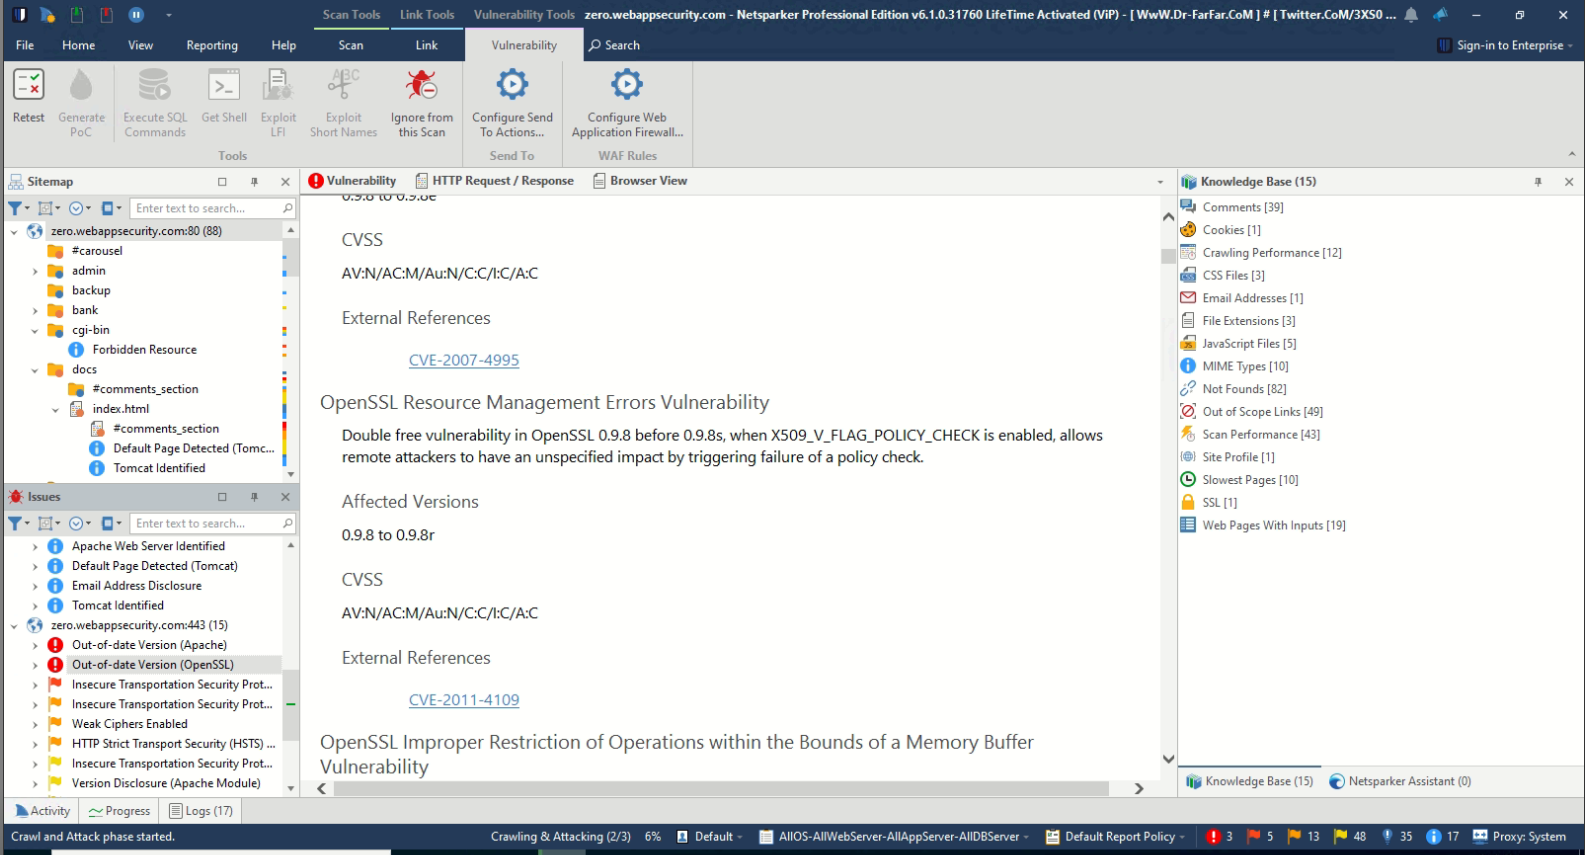 Scan Tools Link Tools Vulnerability Tools zero.webappsecurity.com - Netsparker Professional Edition v6.1.0.31760 LifeTime Activated (ViP) - [ WwW.Dr-FarFar.CoM ] # [ Twitter.CoM/3XS0 ...
File Home View Reporting Help Scan Link Vulnerability Search Sign-in to Enterprise
Retest
Generate
PoC
Execute SQL
Commands
Get Shell
Exploit
LFI
ABC
Exploit
Short Names
Ignore from
this Scan
Tools
Configure Send
To Actions...
Send To
Configure Web
Application Firewall...
WAF Rules
Sitemap
Enter text to search...
zero.webappsecurity.com:80 (88)
#carousel
admin
backup
bank
cgi-bin
Forbidden Resource
docs
#comments_section
index.html
#comments_section
Default Page Detected (Tomc...
Tomcat Identified
Issues
Enter text to search...
Apache Web Server Identified
Default Page Detected (Tomcat)
Email Address Disclosure
Tomcat Identified
zero.webappsecurity.com:443 (15)
Out-of-date Version (Apache)
Out-of-date Version (OpenSSL)
Insecure Transportation Security Prot...
Insecure Transportation Security Prot...
Weak Ciphers Enabled
HTTP Strict Transport Security (HSTS) ...
Insecure Transportation Security Prot...
Version Disclosure (Apache Module)
Vulnerability HTTP Request / Response Browser View
0.9.8 to 0.9.8e
CVSS
AV:N/AC:M/Au:N/C:C/I:C/A:C
External References
CVE-2007-4995
OpenSSL Resource Management Errors Vulnerability
Double free vulnerability in OpenSSL 0.9.8 before 0.9.8s, when X509_V_FLAG_POLICY_CHECK is enabled, allows
remote attackers to have an unspecified impact by triggering failure of a policy check.
Affected Versions
0.9.8 to 0.9.8r
CVSS
AV:N/AC:M/Au:N/C:C/I:C/A:C
External References
CVE-2011-4109
OpenSSL Improper Restriction of Operations within the Bounds of a Memory Buffer
Vulnerability
Knowledge Base (15)
Comments [39]
Cookies [1]
Crawling Performance [12]
CSS Files [3]
Email Addresses [1]
File Extensions [3]
JavaScript Files [5]
MIME Types [10]
Not Founds [82]
Out of Scope Links [49]
Scan Performance [43]
Site Profile [1]
Slowest Pages [10]
SSL [1]
Web Pages With Inputs [19]
Knowledge Base (15) Netsparker Assistant (0)
Activity Progress Logs (17)
Crawl and Attack phase started. Crawling & Attacking (2/3) 6% Default AllOS-AllWebServer-AllAppServer-AllDBServer Default Report Policy 3 5 13 48 35 17 Proxy: System